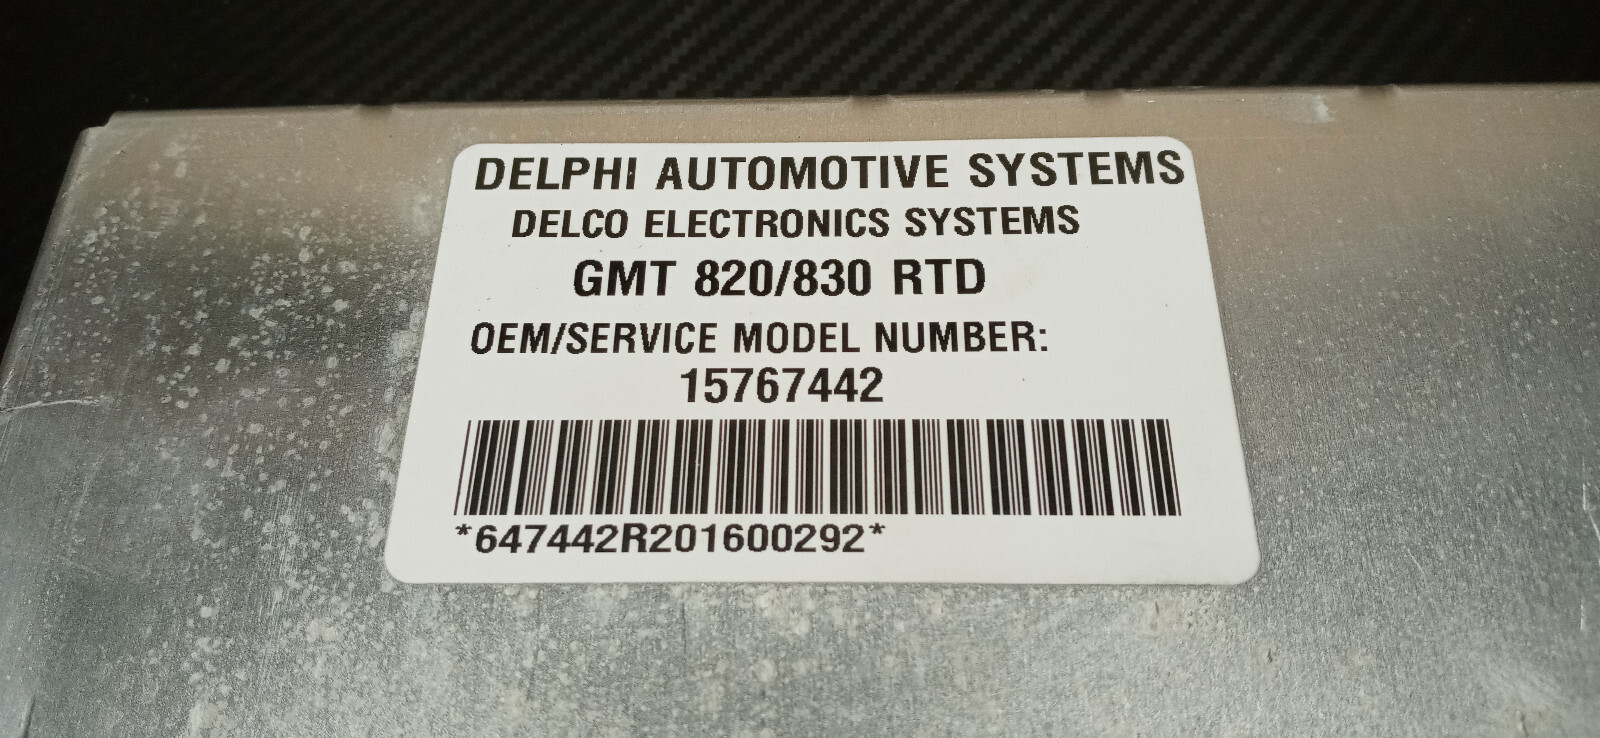 DELPHI AUTOMOTIVE SYSTEMS
DELCO ELECTRONICS SYSTEMS
GMT 820/830 RTD
OEM/SERVICE MODEL NUMBER:
15767442
*647442R201600292*